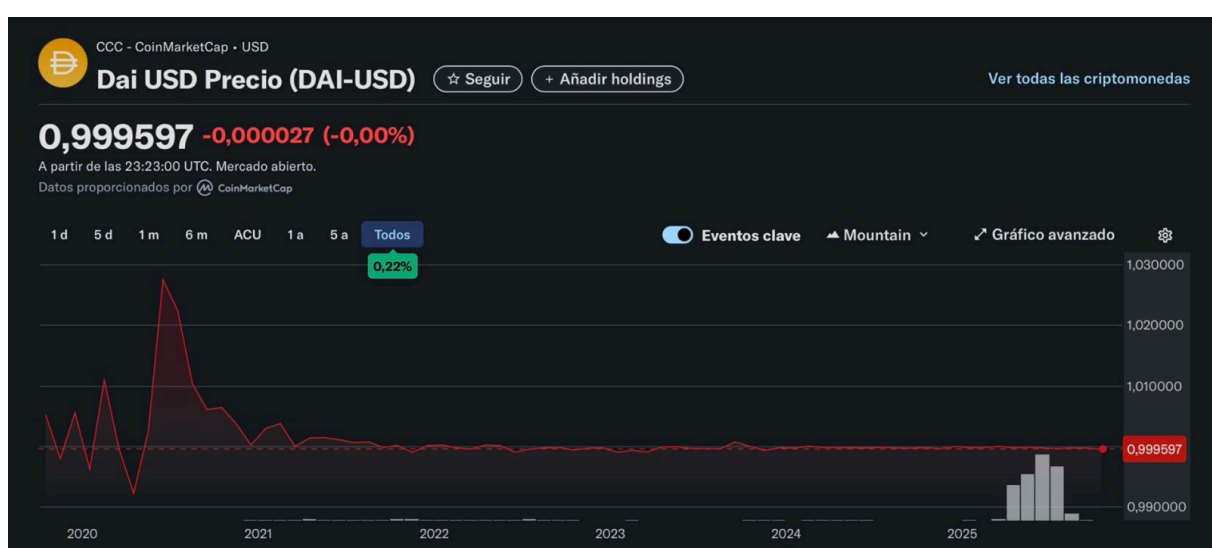 CCC - CoinMarketCap • USD
Dai USD Precio (DAI-USD) ☆ Seguir + Añadir holdings Ver todas las criptomonedas
0,999597 -0,000027 (-0,00%)
A partir de las 23:23:00 UTC. Mercado abierto.
Datos proporcionados por CoinMarketCap
1 d 5 d 1 m 6 m ACU 1 a 5 a Todos Eventos clave Mountain Gráfico avanzado
0,22%
1,030000
1,020000
1,010000
0,999597
0,990000
2020 2021 2022 2023 2024 2025